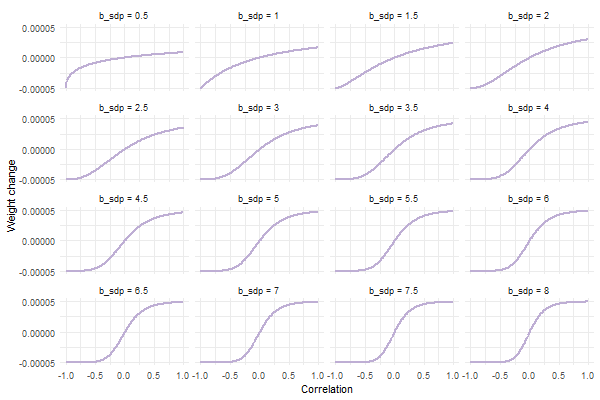 b_sdp = 0.5 b_sdp = 1 b_sdp = 1.5 b_sdp = 2
0.00005
0.00000
-0.00005
b_sdp = 2.5 b_sdp = 3 b_sdp = 3.5 b_sdp = 4
0.00005
0.00000
-0.00005
Weight change
b_sdp = 4.5 b_sdp = 5 b_sdp = 5.5 b_sdp = 6
0.00005
0.00000
-0.00005
b_sdp = 6.5 b_sdp = 7 b_sdp = 7.5 b_sdp = 8
0.00005
0.00000
-0.00005
-1.0 -0.5 0.0 0.5 1.0 -1.0 -0.5 0.0 0.5 1.0 -1.0 -0.5 0.0 0.5 1.0 -1.0 -0.5 0.0 0.5 1.0
Correlation